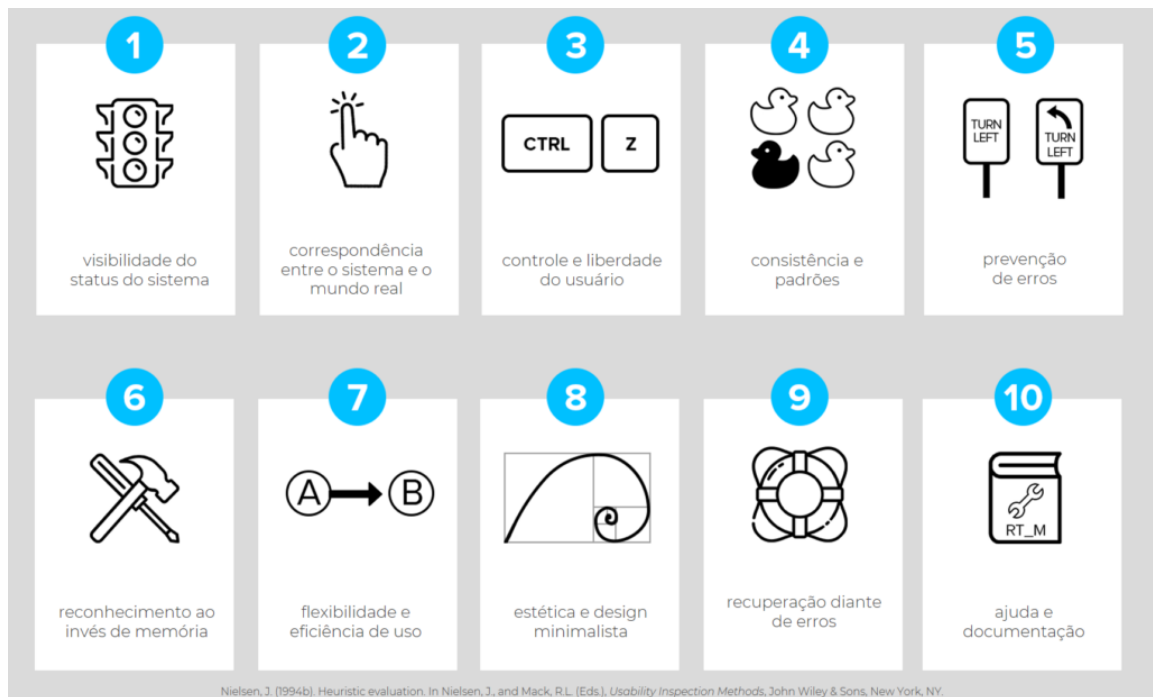 1
2
3
4
5
CTRL Z
TURN
LEFT
TURN
LEFT
visibilidade do
status do sistema
correspondência
entre o sistema e o
mundo real
controle e liberdade
do usuário
consistência e
padrões
prevenção
de erros
6
7
8
9
10
A B
RT_M
reconhecimento ao
invés de memória
flexibilidade e
eficiência de uso
estética e design
minimalista
recuperação diante
de erros
ajuda e
documentação
Nielsen, J. (1994b). Heuristic evaluation. In Nielsen, J., and Mack, R.L. (Eds.), Usability Inspection Methods, John Wiley & Sons, New York, NY.